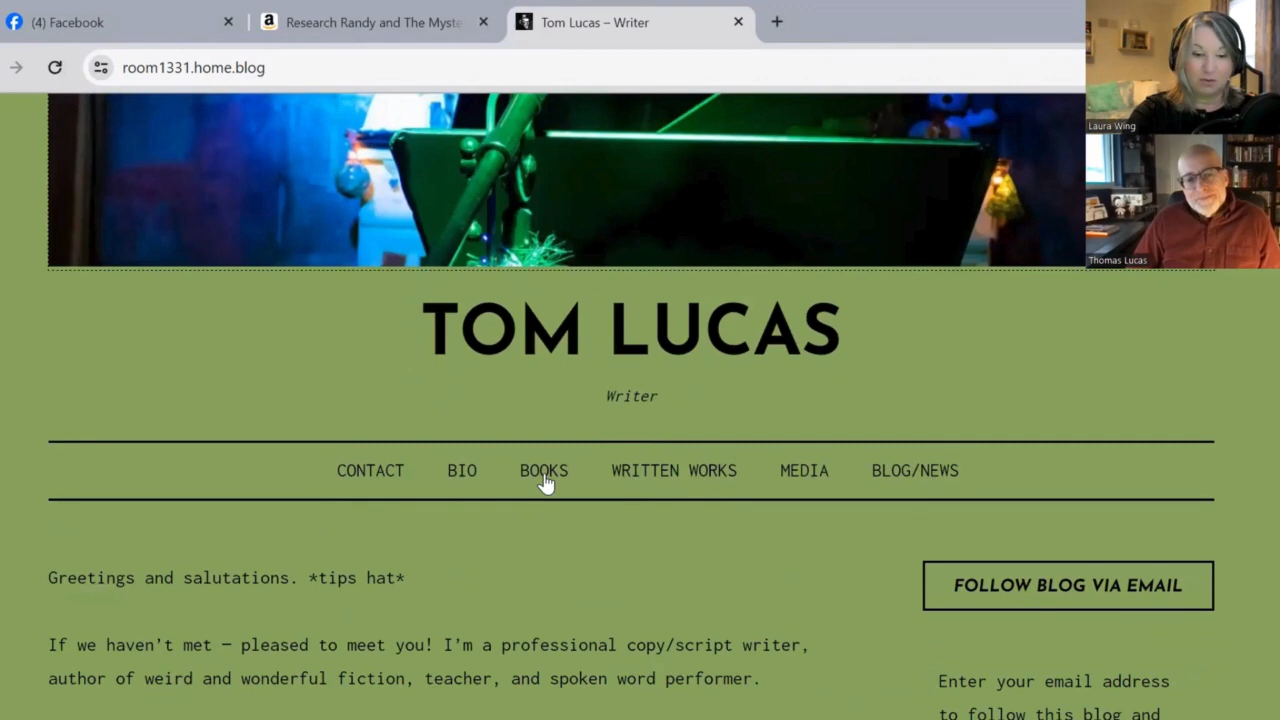 (4) Facebook
Research Randy and The Myste
Tom Lucas – Writer
room1331.home.blog
Laura Wing
Thomas Lucas
TOM LUCAS
Writer
CONTACT BIO BOOKS WRITTEN WORKS MEDIA BLOG/NEWS
Greetings and salutations. *tips hat*
FOLLOW BLOG VIA EMAIL
If we haven't met – pleased to meet you! I'm a professional copy/script writer,
author of weird and wonderful fiction, teacher, and spoken word performer.
Enter your email address
to follow this blog and